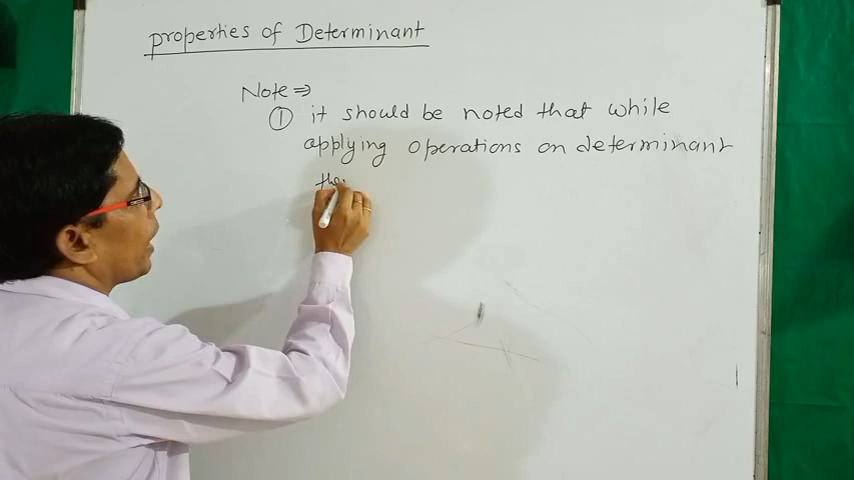 properties of Determinant
Note ⇒
① it should be noted that while
applying operations on determinant